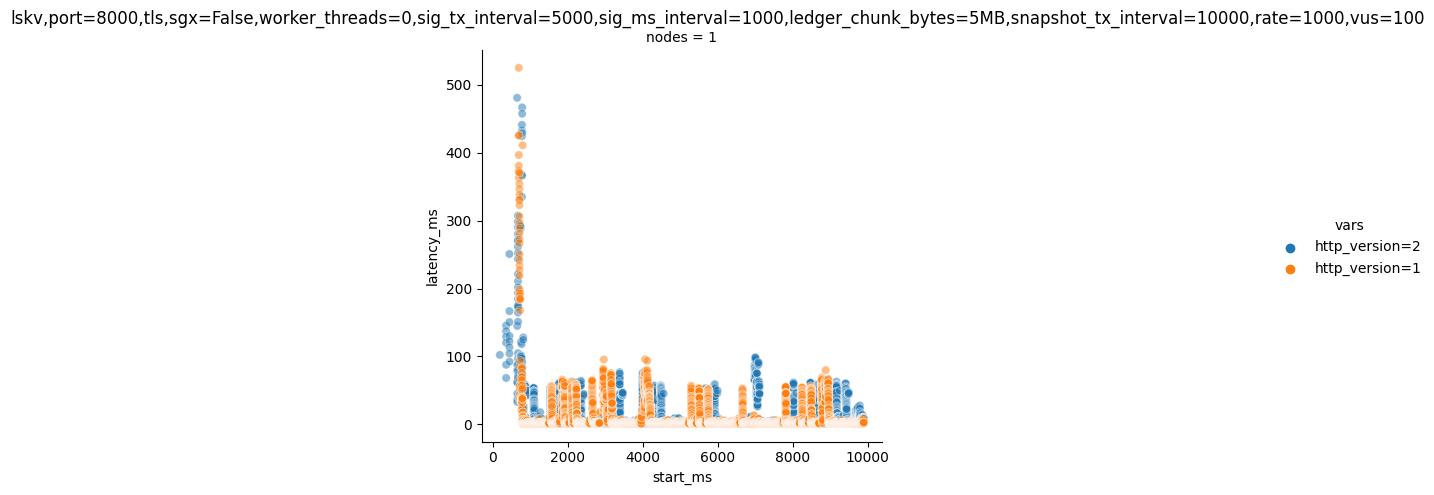 lskv,port=8000,tls,sgx=False,worker_threads=0,sig_tx_interval=5000,sig_ms_interval=1000,ledger_chunk_bytes=5MB,snapshot_tx_interval=10000,rate=1000,vus=100
nodes = 1
500
400
300
200
100
0
latency_ms
0 2000 4000 6000 8000 10000
start_ms
vars
http_version=2
http_version=1